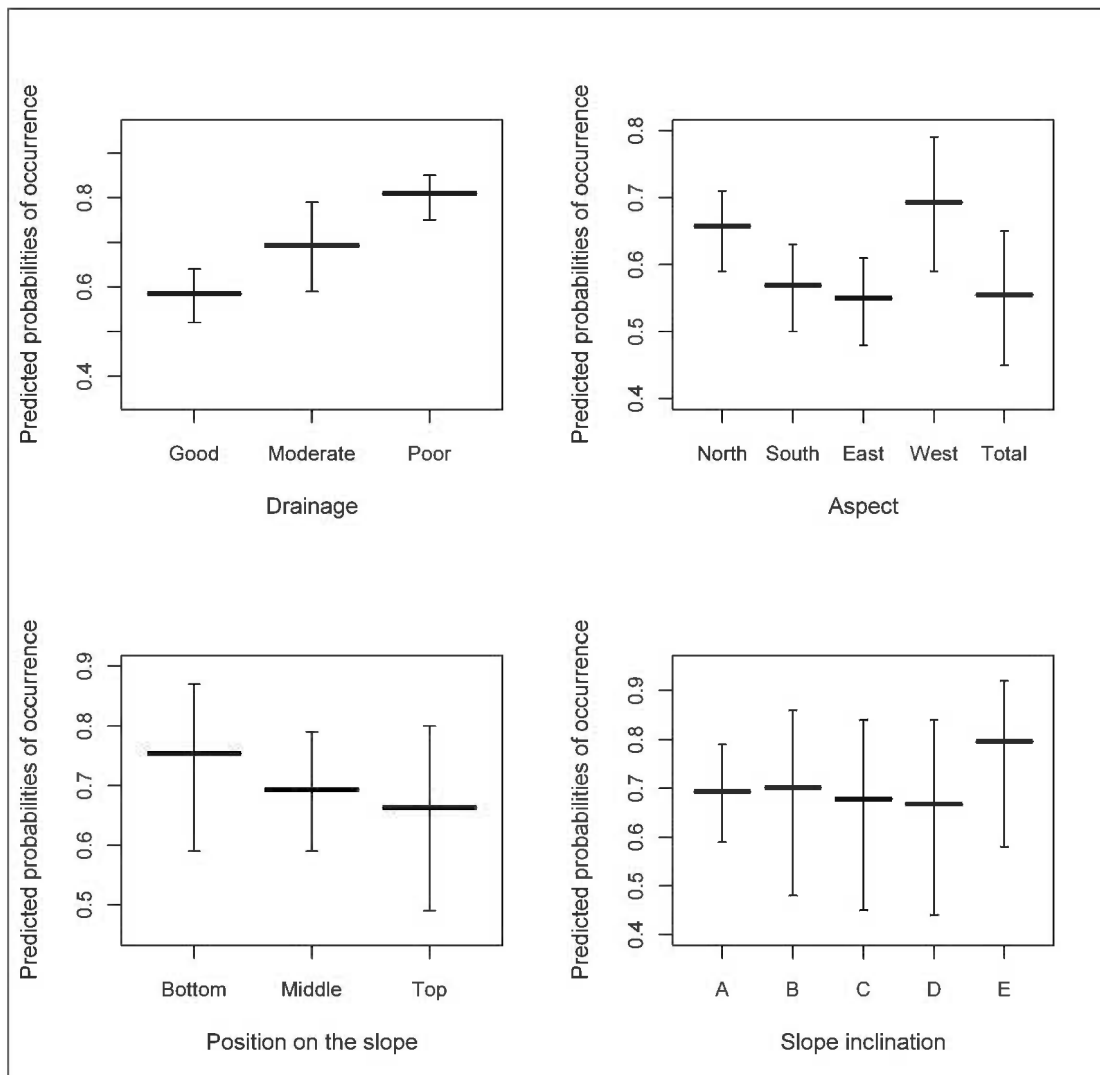 Predicted probabilities of occurrence
0.8
0.6
0.4
Good Moderate Poor
Drainage
Predicted probabilities of occurrence
0.8
0.7
0.6
0.5
0.4
North South East West Total
Aspect
Predicted probabilities of occurrence
0.9
0.8
0.7
0.6
0.5
Bottom Middle Top
Position on the slope
Predicted probabilities of occurrence
0.9
0.8
0.7
0.6
0.5
0.4
A B C D E
Slope inclination